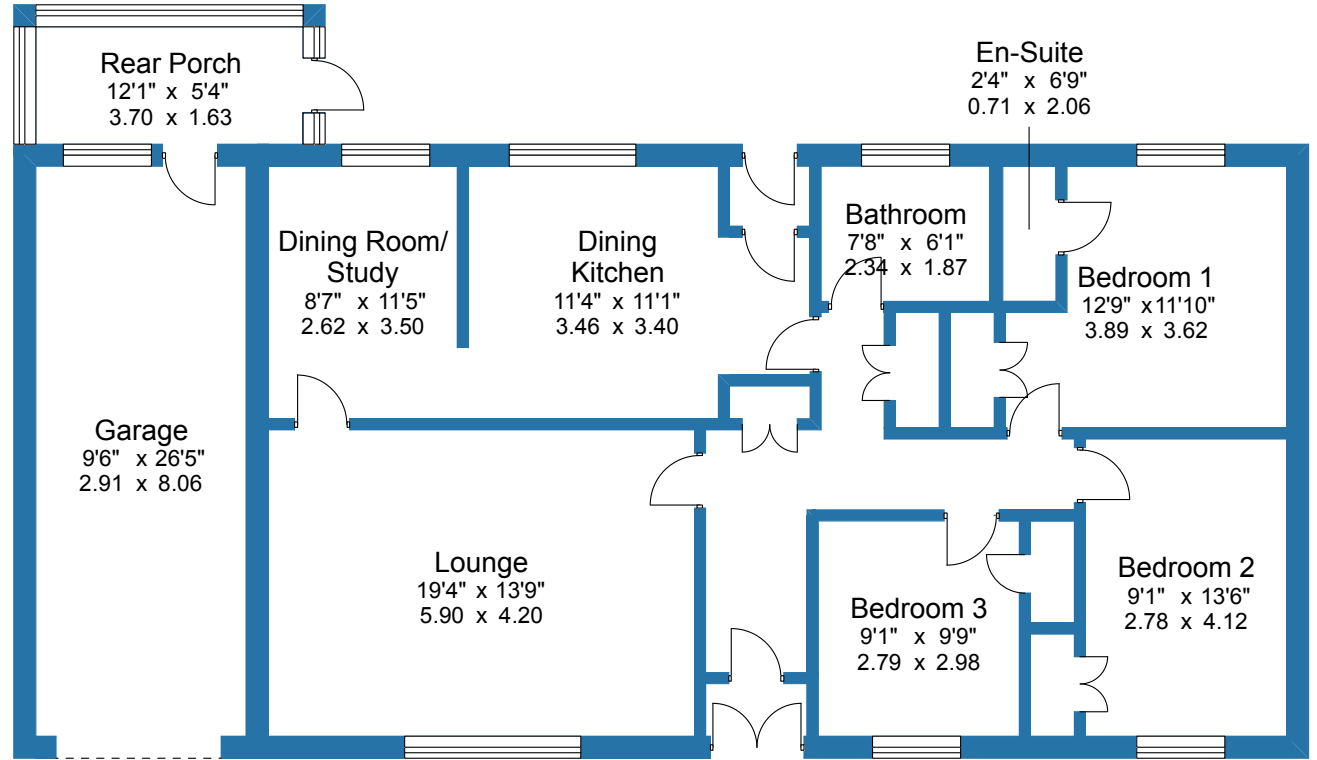 Rear Porch
12'1" x 5'4"
3.70 x 1.63
En-Suite
2'4" x 6'9"
0.71 x 2.06
Dining Room/
Study
8'7" x 11'5"
2.62 x 3.50
Dining
Kitchen
11'4" x 11'1"
3.46 x 3.40
Bathroom
7'8" x 6'1"
2.34 x 1.87
Bedroom 1
12'9" x 11'10"
3.89 x 3.62
Garage
9'6" x 26'5"
2.91 x 8.06
Lounge
19'4" x 13'9"
5.90 x 4.20
Bedroom 3
9'1" x 9'9"
2.79 x 2.98
Bedroom 2
9'1" x 13'6"
2.78 x 4.12